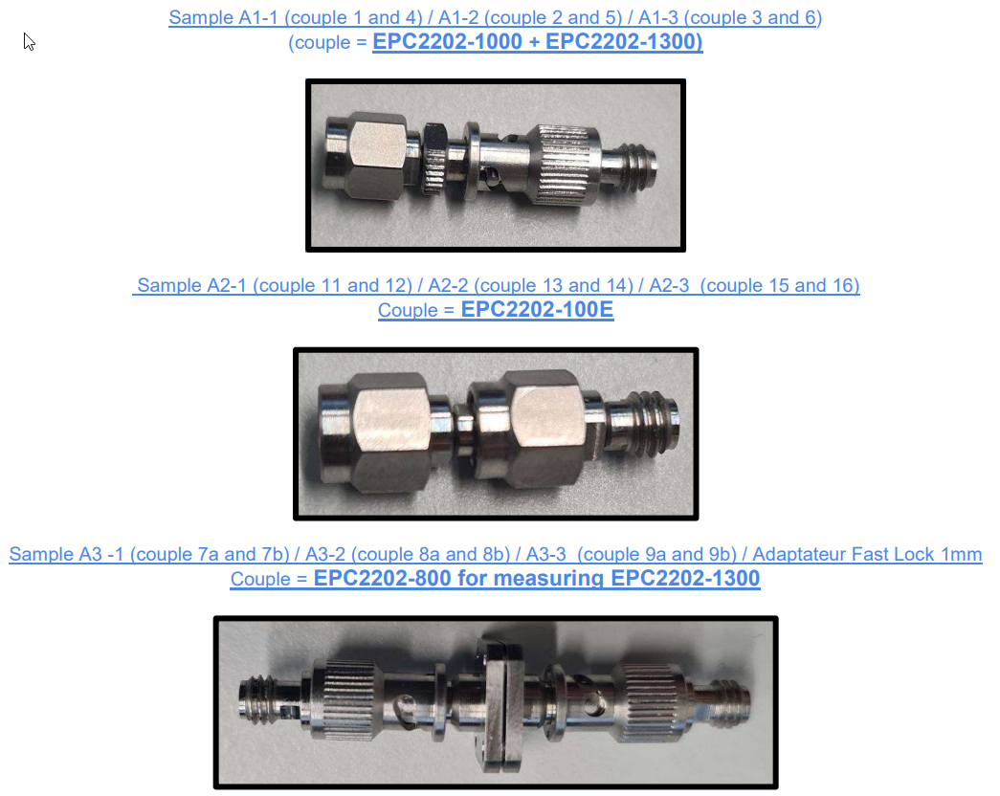 Sample A1-1 (couple 1 and 4) / A1-2 (couple 2 and 5) / A1-3 (couple 3 and 6)
(couple = EPC2202-1000 + EPC2202-1300)
Sample A2-1 (couple 11 and 12) / A2-2 (couple 13 and 14) / A2-3 (couple 15 and 16)
Couple = EPC2202-100E
Sample A3 -1 (couple 7a and 7b) / A3-2 (couple 8a and 8b) / A3-3 (couple 9a and 9b) / Adaptateur Fast Lock 1mm
Couple = EPC2202-800 for measuring EPC2202-1300